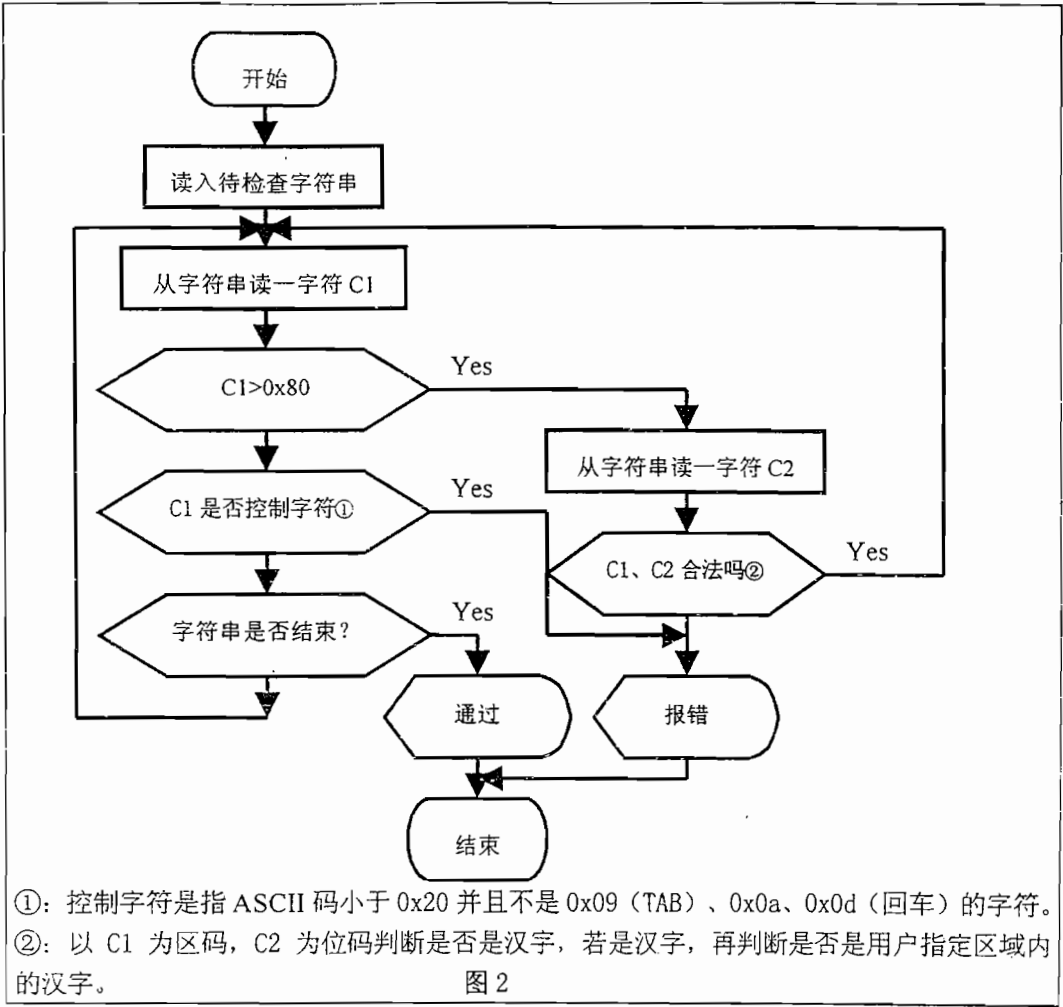 开始
读入待检查字符串
从字符串读一字符 C1
C1>0x80
Yes
从字符串读一字符 C2
C1 是否控制字符①
Yes
C1、C2 合法吗②
Yes
字符串是否结束？
Yes
通过
报错
结束
①：控制字符是指 ASCII 码小于 0x20 并且不是 0x09（TAB）、0x0a、0x0d（回车）的字符。
②：以 C1 为区码，C2 为位码判断是否是汉字，若是汉字，再判断是否是用户指定区域内
的汉字。
图 2